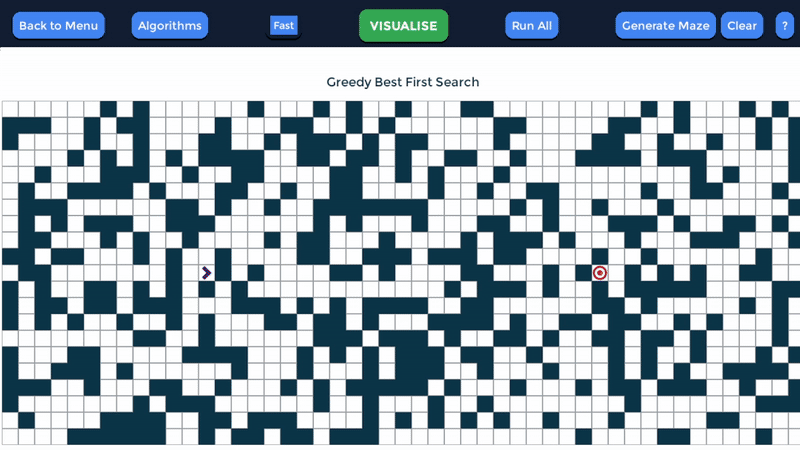 Back to Menu
Algorithms
Fast
VISUALISE
Run All
Generate Maze
Clear
?
Greedy Best First Search